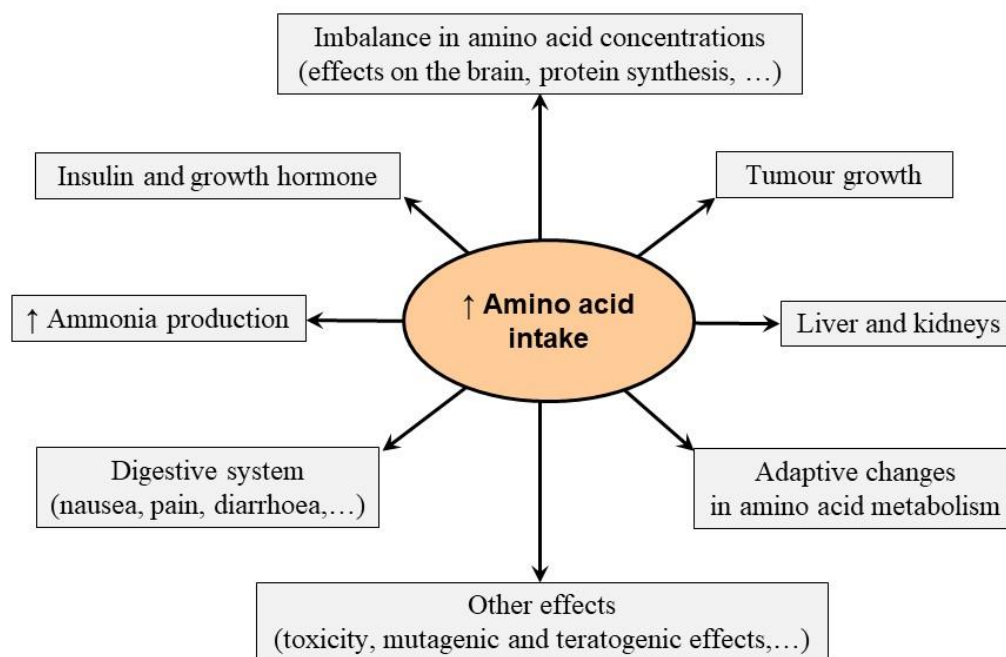 Imbalance in amino acid concentrations
(effects on the brain, protein synthesis, …)
Insulin and growth hormone
Tumour growth
↑ Amino acid
intake
↑ Ammonia production
Liver and kidneys
Digestive system
(nausea, pain, diarrhoea,…)
Adaptive changes
in amino acid metabolism
Other effects
(toxicity, mutagenic and teratogenic effects,…)